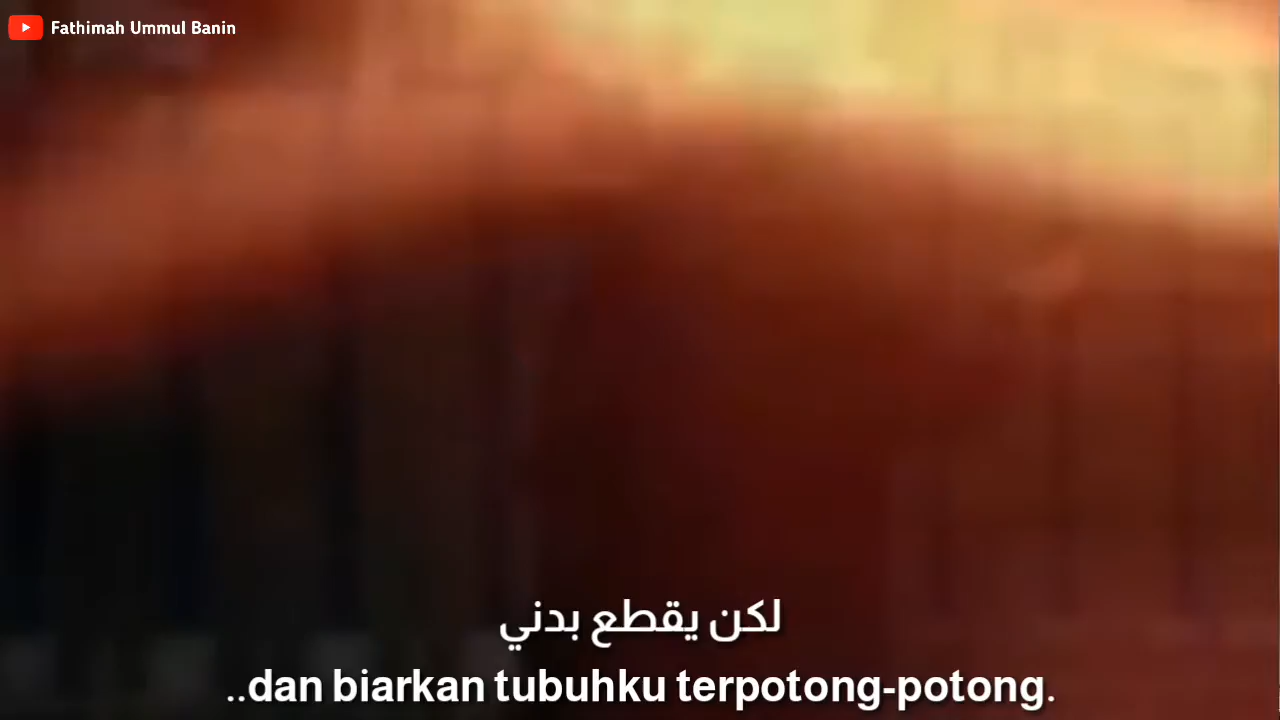 Fathimah Ummul Banin
لكن يقطع بدني
..dan biarkan tubuhku terpotong-potong.